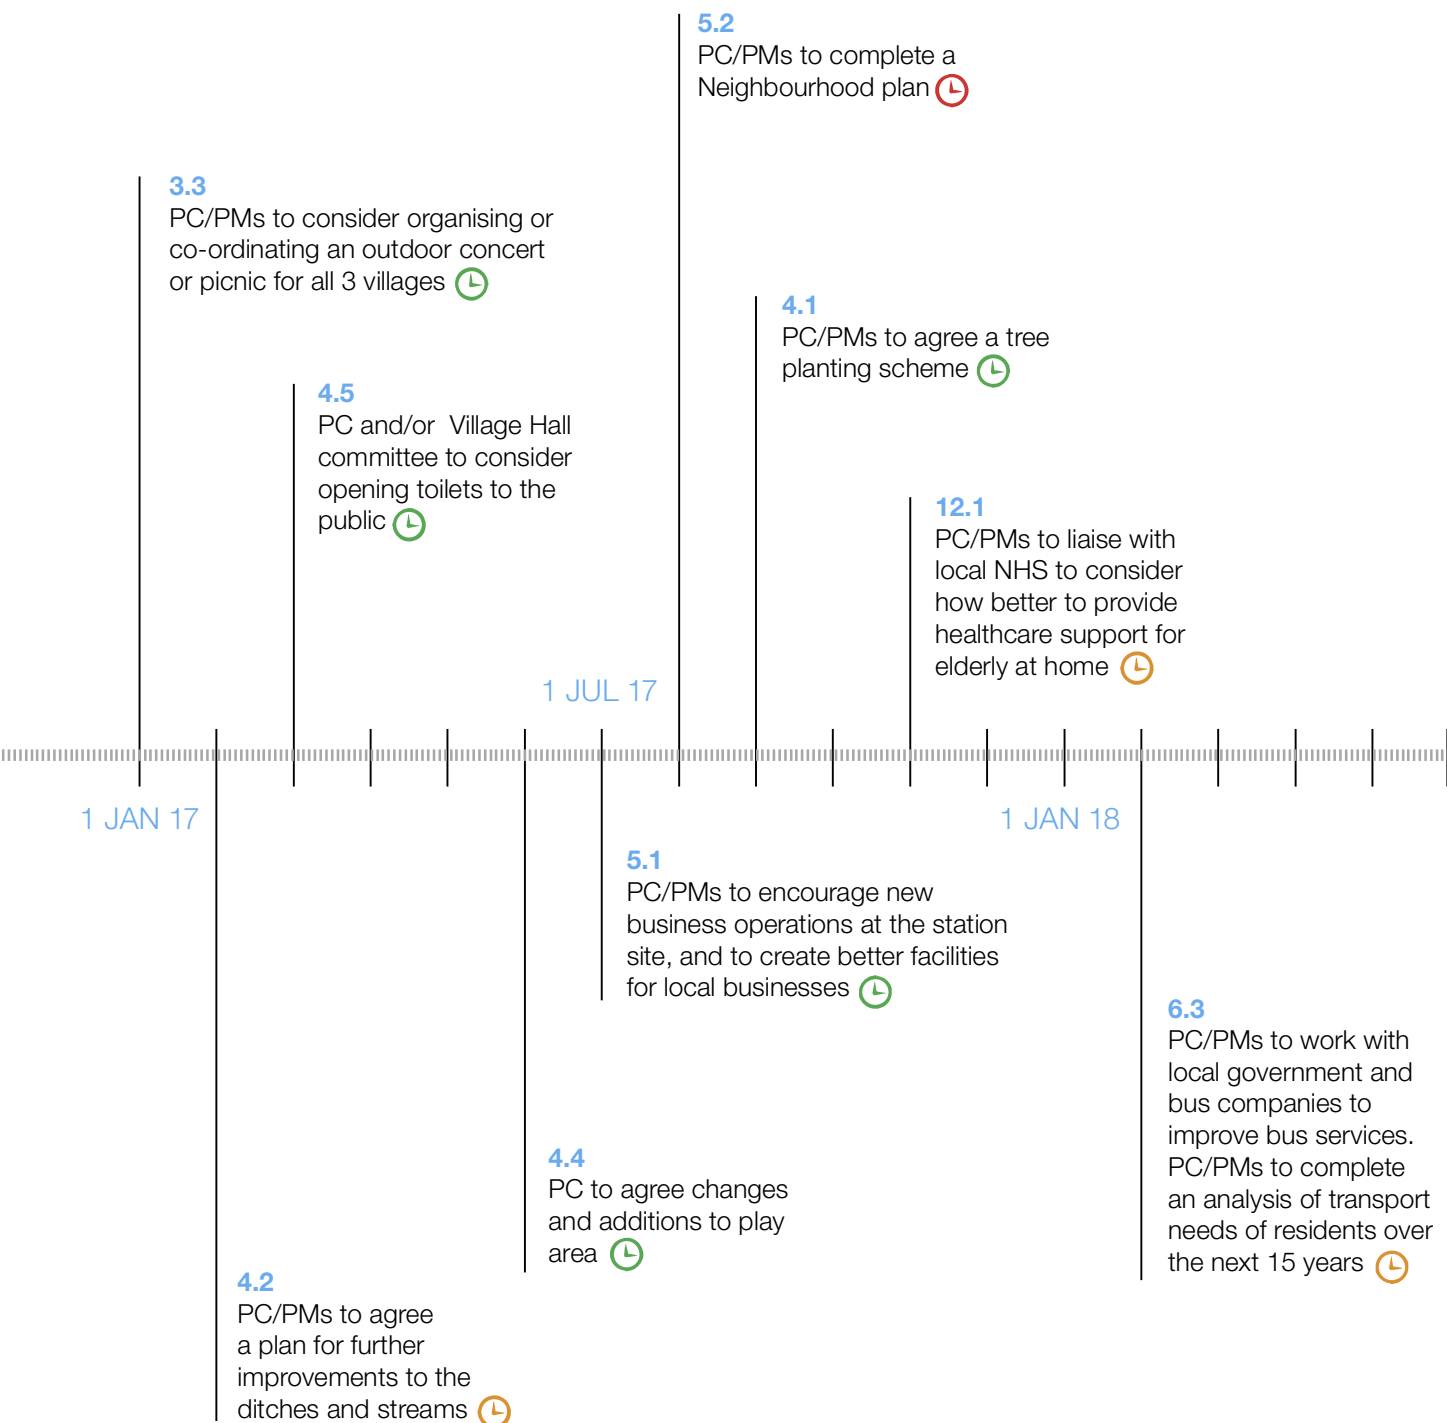 5.2
PC/PMs to complete a
Neighbourhood plan
3.3
PC/PMs to consider organising or
co-ordinating an outdoor concert
or picnic for all 3 villages
4.1
PC/PMs to agree a tree
planting scheme
4.5
PC and/or  Village Hall
committee to consider
opening toilets to the
public
12.1
PC/PMs to liaise with
local NHS to consider
how better to provide
healthcare support for
elderly at home
1 JUL 17
1 JAN 17
1 JAN 18
5.1
PC/PMs to encourage new
business operations at the station
site, and to create better facilities
for local businesses
6.3
PC/PMs to work with
local government and
bus companies to
improve bus services.
PC/PMs to complete
an analysis of transport
needs of residents over
the next 15 years
4.4
PC to agree changes
and additions to play
area
4.2
PC/PMs to agree
a plan for further
improvements to the
ditches and streams